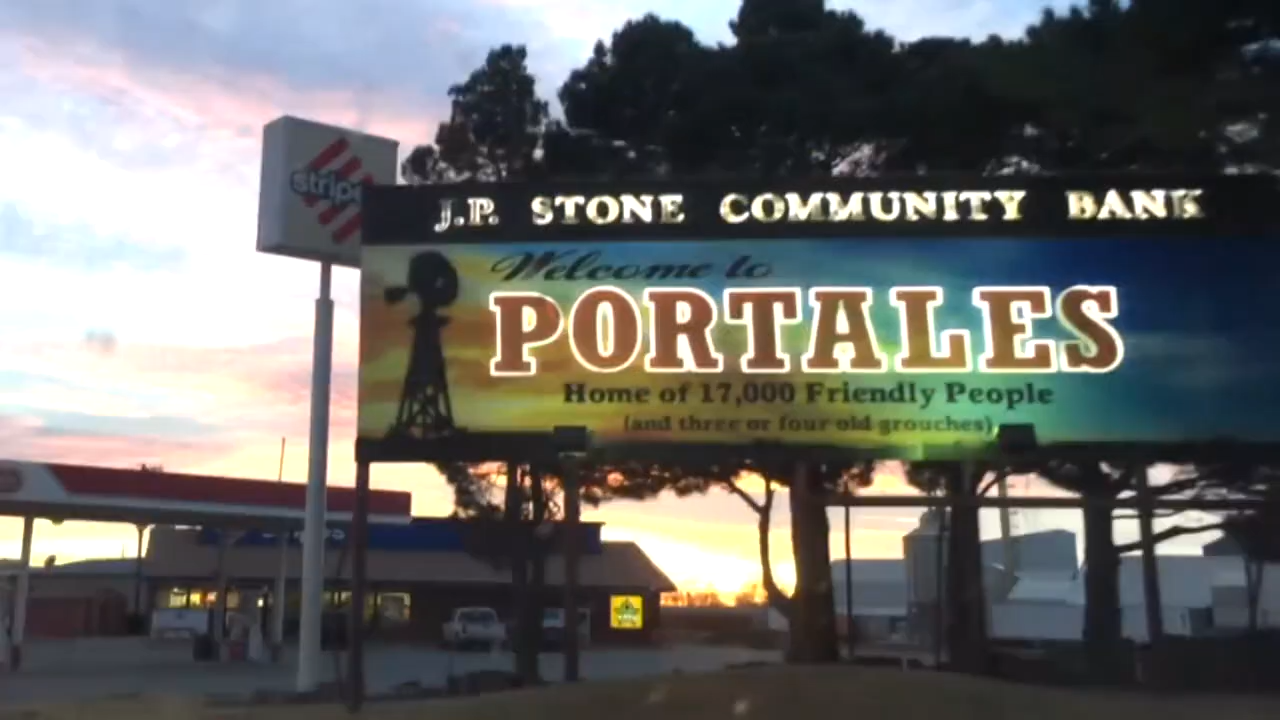 stripes
J.P. STONE COMMUNITY BANK
Welcome to
PORTALES
Home of 17,000 Friendly People
(and three or four old grouches)